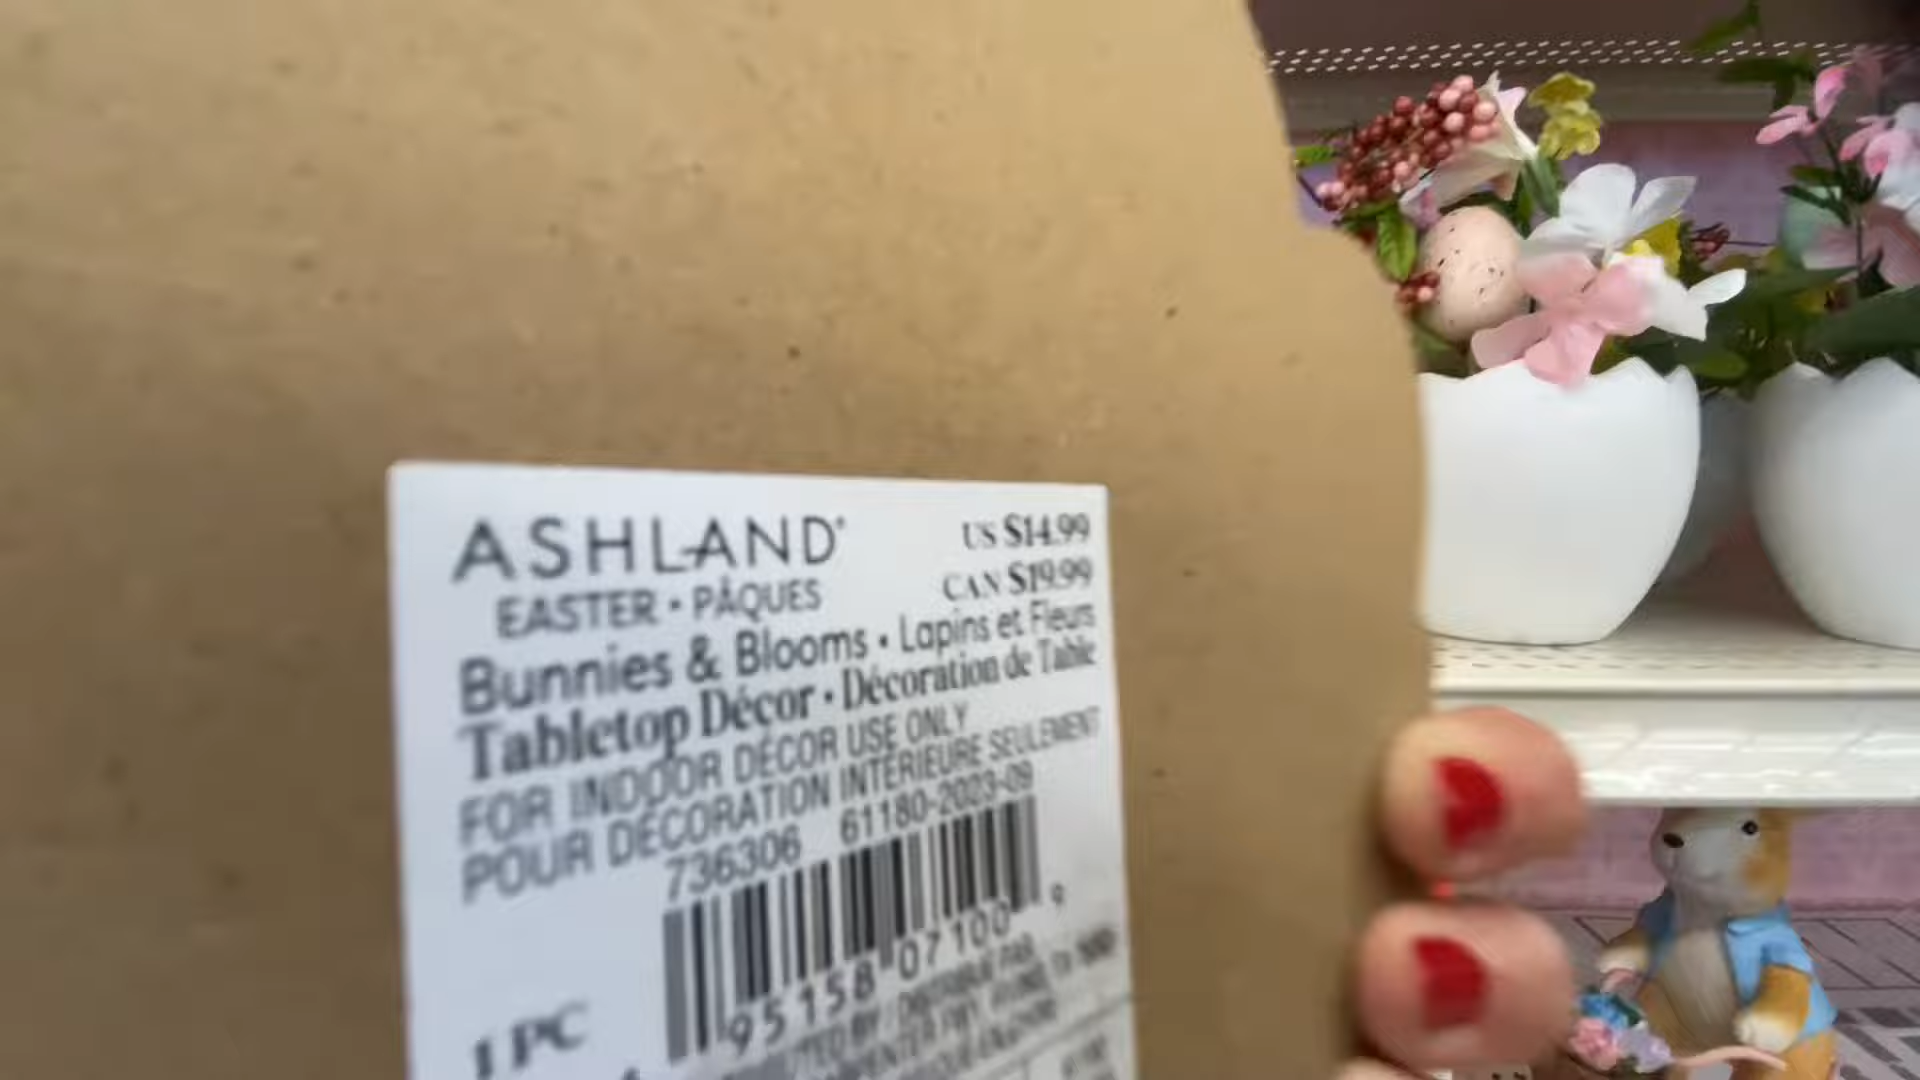 ASHLAND
US $14.99
CAN $19.99
EASTER • PÂQUES
Bunnies & Blooms • Lapins et Fleurs
Tabletop Décor • Décoration de Table
FOR INDOOR DÉCOR USE ONLY
POUR DÉCORATION INTÉRIEURE SEULEMENT
736306 61180-2023-09
95158 07100 9
1 PC